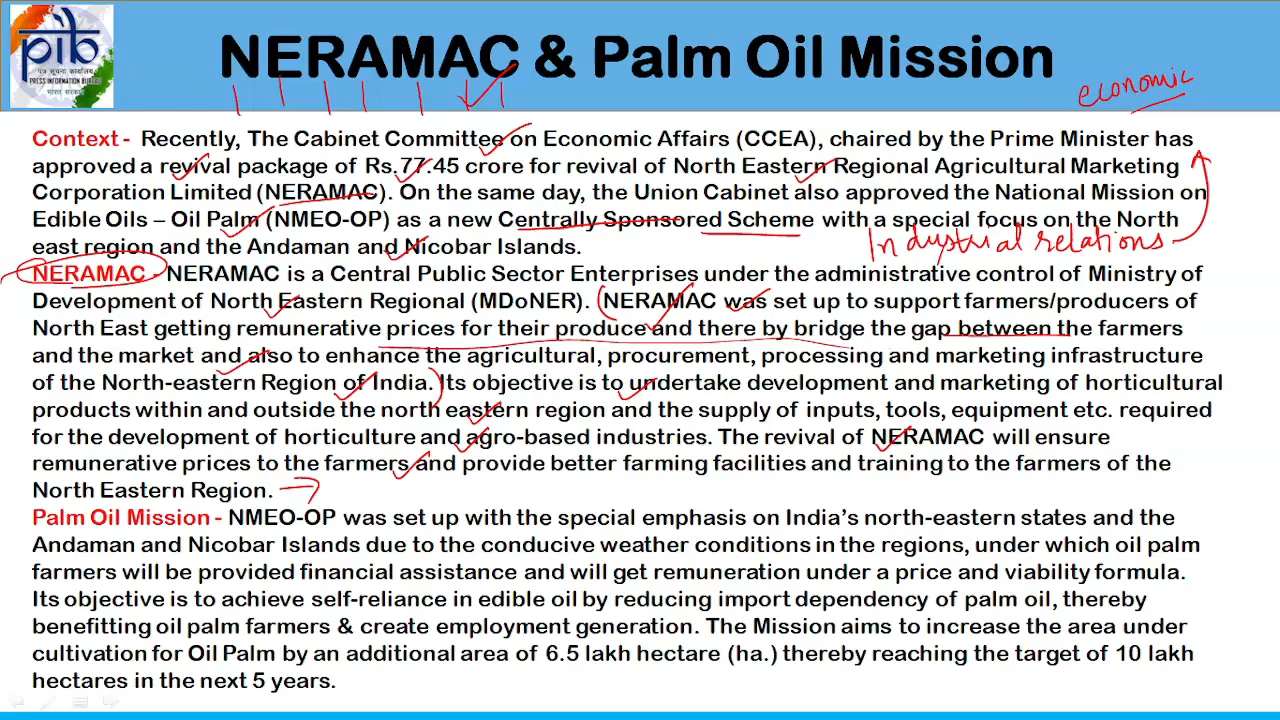 NERAMAC & Palm Oil Mission
pib
पत्र सूचना कार्यालय
PRESS INFORMATION BUREAU
भारत सरकार
economic
Context - Recently, The Cabinet Committee on Economic Affairs (CCEA), chaired by the Prime Minister has
approved a revival package of Rs.77.45 crore for revival of North Eastern Regional Agricultural Marketing
Corporation Limited (NERAMAC). On the same day, the Union Cabinet also approved the National Mission on
Edible Oils – Oil Palm (NMEO-OP) as a new Centrally Sponsored Scheme with a special focus on the North
east region and the Andaman and Nicobar Islands.
Industrial relations
NERAMAC - NERAMAC is a Central Public Sector Enterprises under the administrative control of Ministry of
Development of North Eastern Regional (MDoNER). NERAMAC was set up to support farmers/producers of
North East getting remunerative prices for their produce and there by bridge the gap between the farmers
and the market and also to enhance the agricultural, procurement, processing and marketing infrastructure
of the North-eastern Region of India. Its objective is to undertake development and marketing of horticultural
products within and outside the north eastern region and the supply of inputs, tools, equipment etc. required
for the development of horticulture and agro-based industries. The revival of NERAMAC will ensure
remunerative prices to the farmers and provide better farming facilities and training to the farmers of the
North Eastern Region.
Palm Oil Mission - NMEO-OP was set up with the special emphasis on India's north-eastern states and the
Andaman and Nicobar Islands due to the conducive weather conditions in the regions, under which oil palm
farmers will be provided financial assistance and will get remuneration under a price and viability formula.
Its objective is to achieve self-reliance in edible oil by reducing import dependency of palm oil, thereby
benefitting oil palm farmers & create employment generation. The Mission aims to increase the area under
cultivation for Oil Palm by an additional area of 6.5 lakh hectare (ha.) thereby reaching the target of 10 lakh
hectares in the next 5 years.